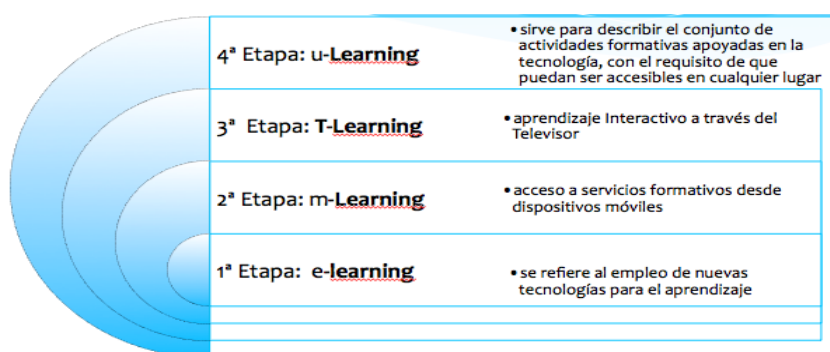 4ª Etapa: u-Learning
• sirve para describir el conjunto de
actividades formativas apoyadas en la
tecnología, con el requisito de que
puedan ser accesibles en cualquier lugar
3ª Etapa: T-Learning
• aprendizaje Interactivo a través del
Televisor
2ª Etapa: m-Learning
• acceso a servicios formativos desde
dispositivos móviles
1ª Etapa: e-learning
• se refiere al empleo de nuevas
tecnologías para el aprendizaje